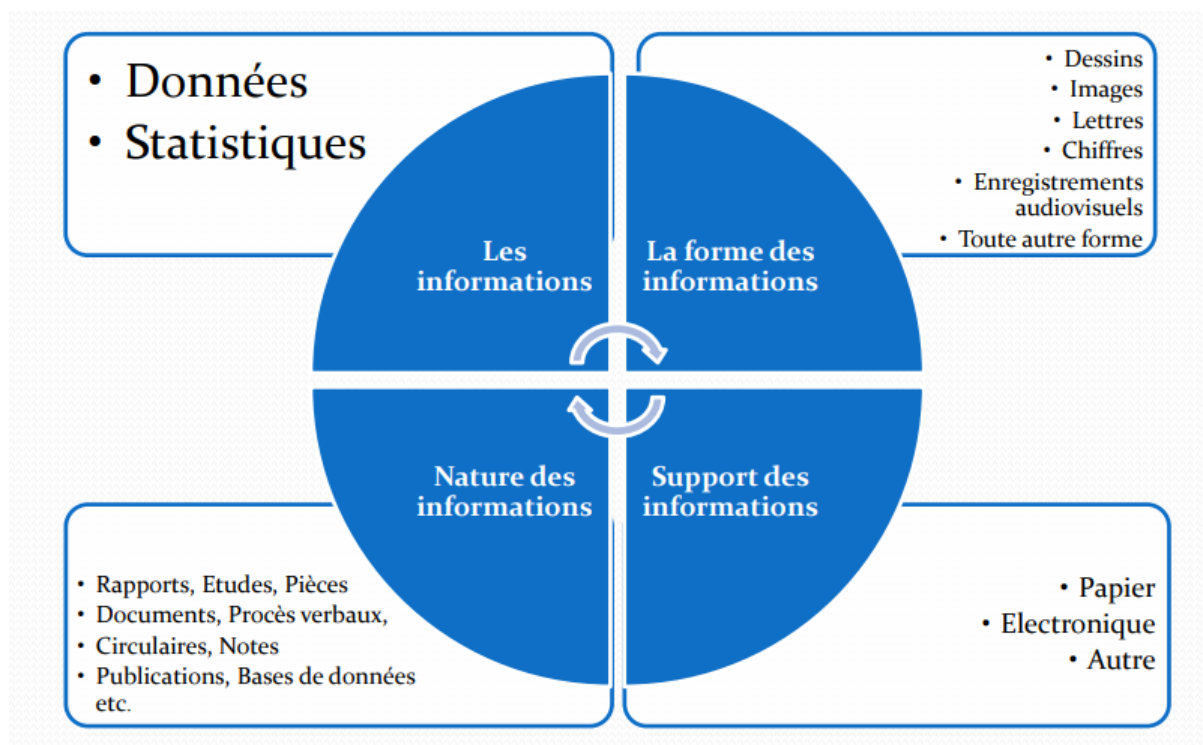 • Données
• Statistiques
• Dessins
• Images
• Lettres
• Chiffres
• Enregistrements
audiovisuels
• Toute autre forme
Les
informations
La forme des
informations
Nature des
informations
Support des
informations
• Rapports, Etudes, Pièces
• Documents, Procès verbaux,
• Circulaires, Notes
• Publications, Bases de données
etc.
• Papier
• Electronique
• Autre